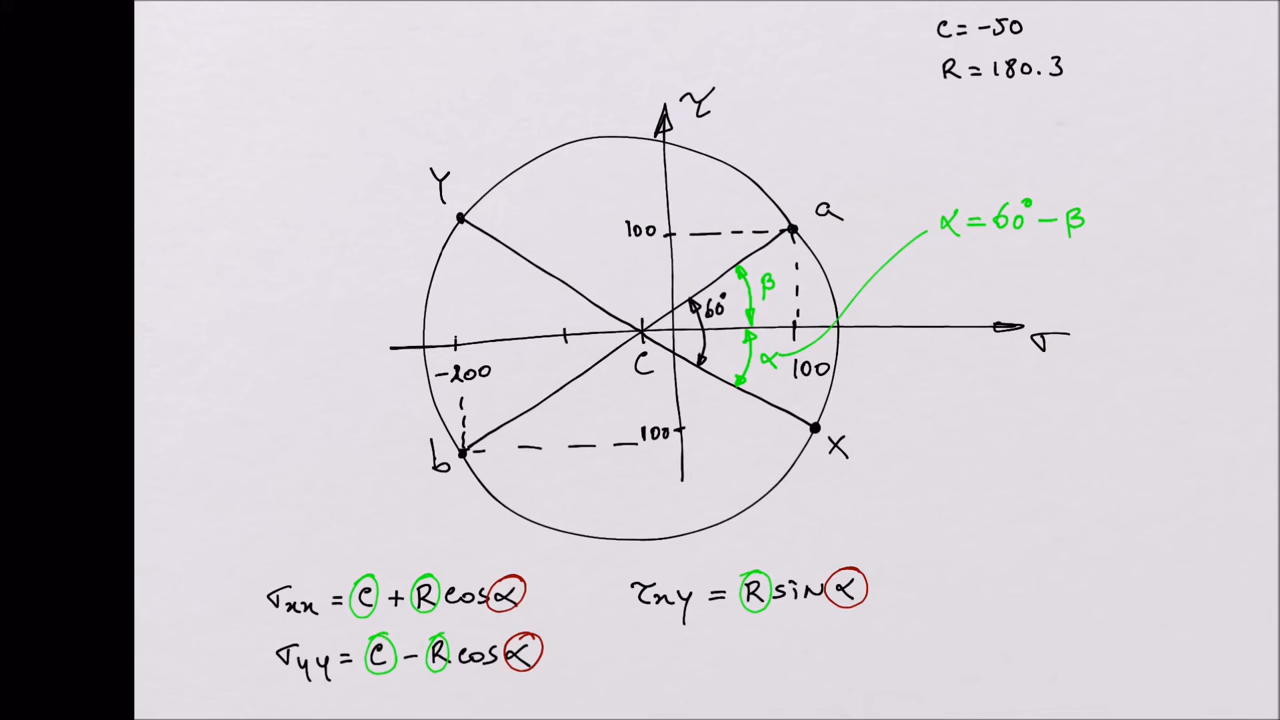 C = -50
R = 180.3
τ
Y
a
100
α = 60° - β
β
60°
C
α
σ
-200
100
b
100
X
σxx = C + R cos α
τxy = R sin α
σyy = C - R cos α